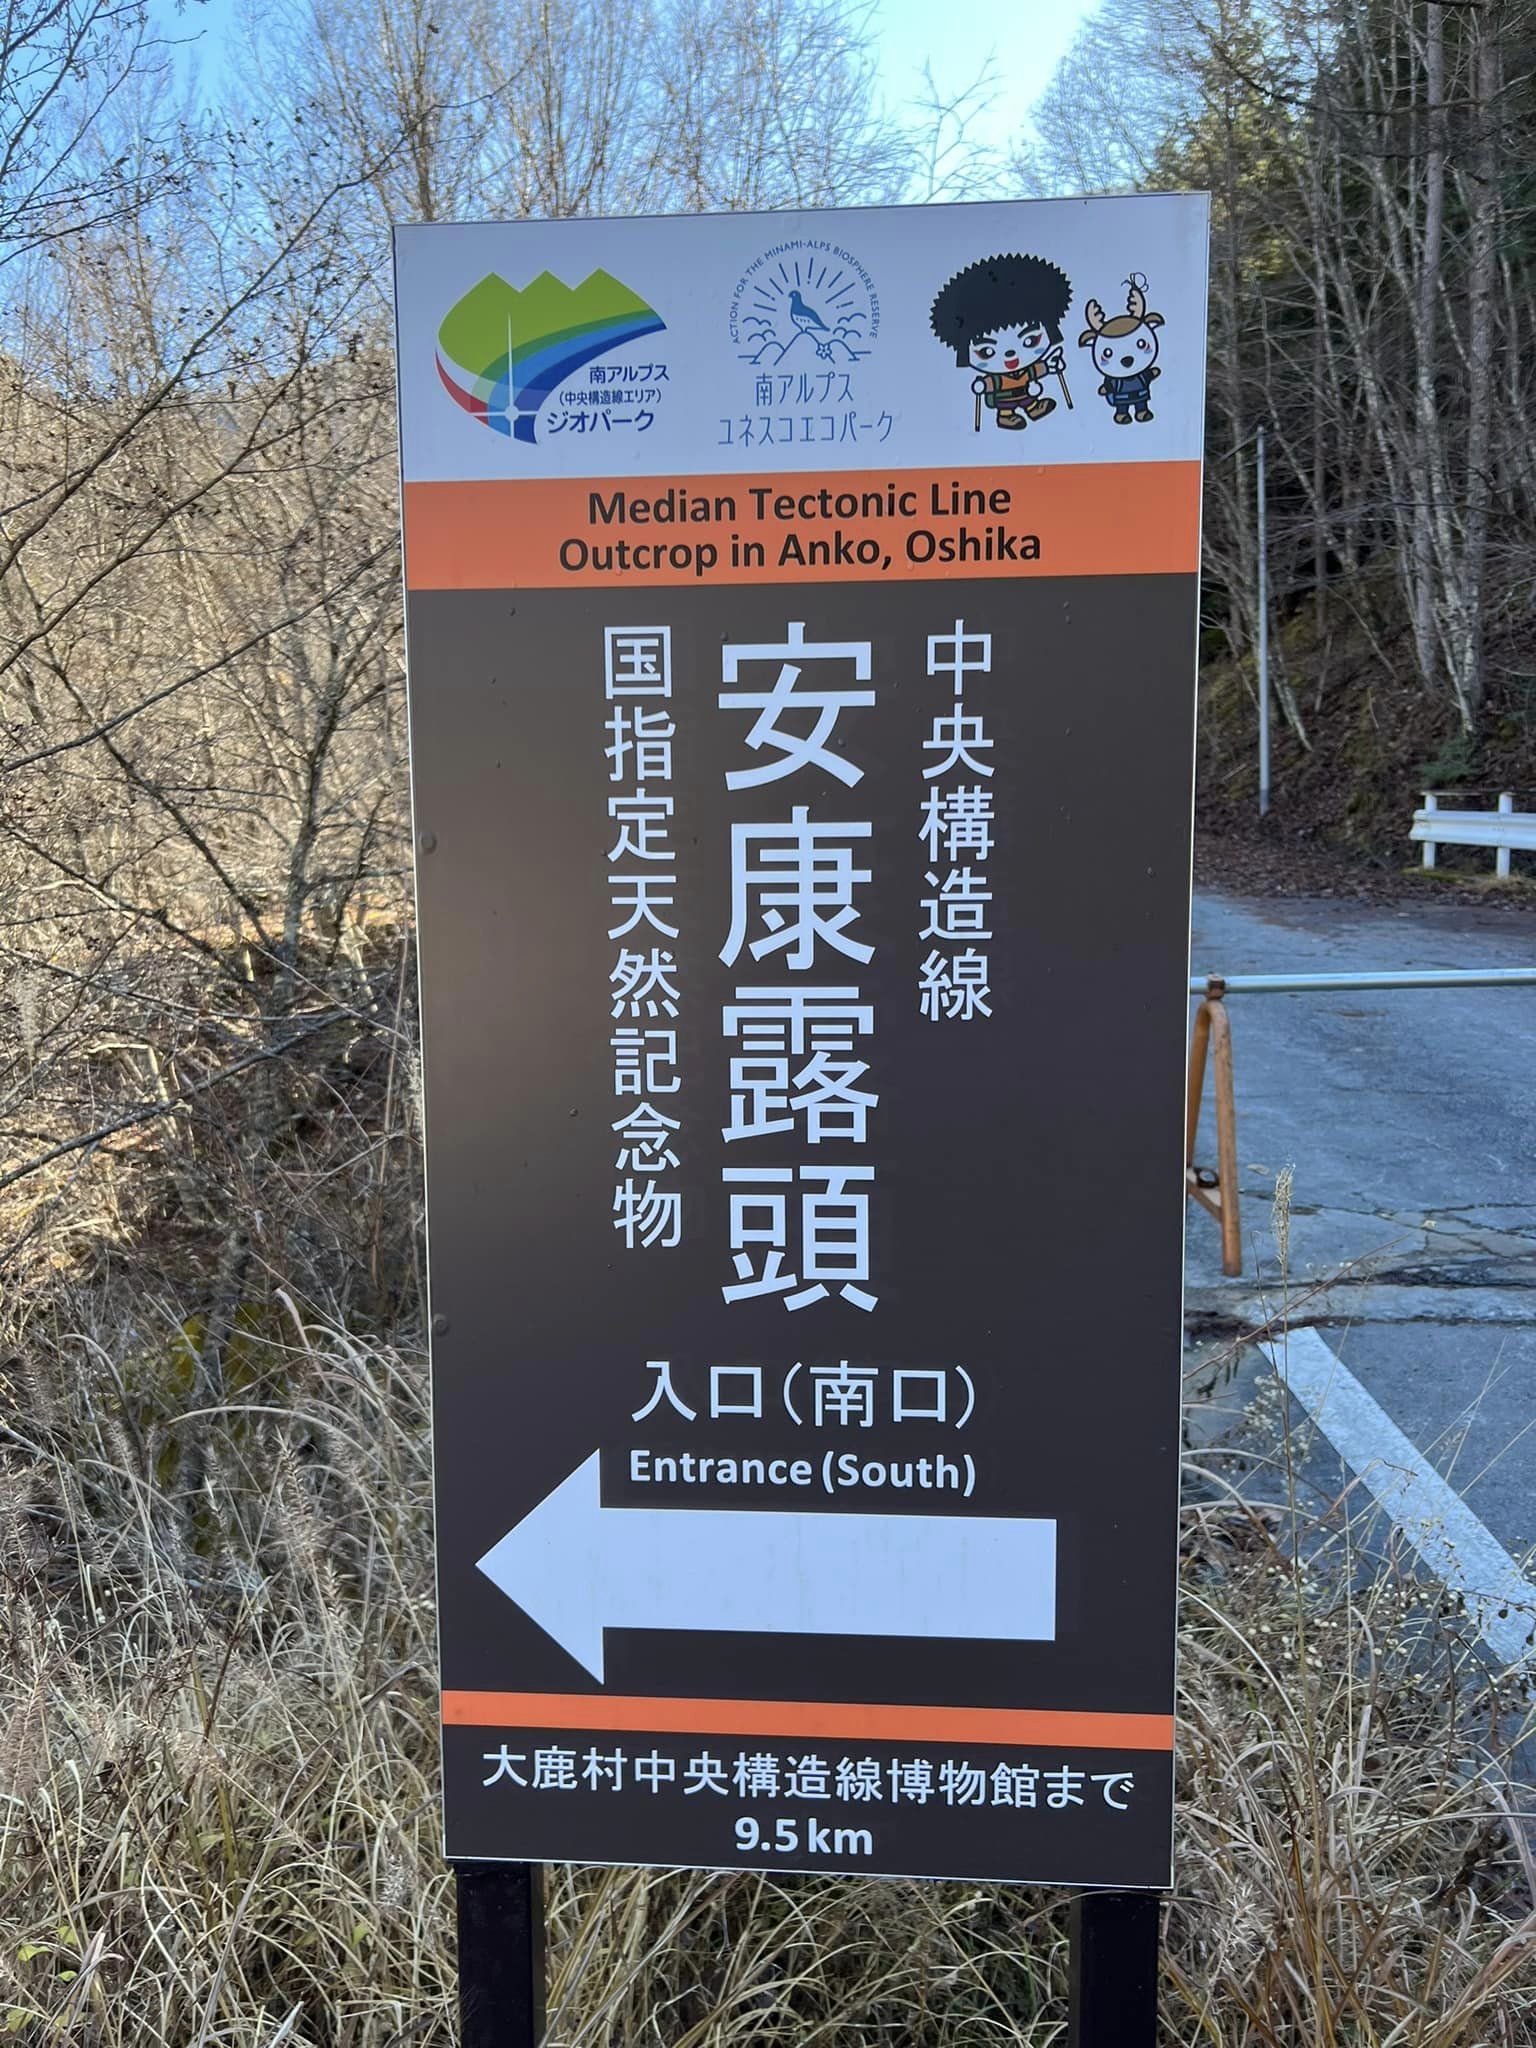 南アルプス
（中央構造線エリア）
ジオパーク
ACTION FOR THE MINAMI-ALPS BIOSPHERE RESERVE
南アルプス
ユネスコエコパーク
Median Tectonic Line
Outcrop in Anko, Oshika
中央構造線
安康露頭
国指定天然記念物
入口（南口）
Entrance (South)
大鹿村中央構造線博物館まで
9.5 km